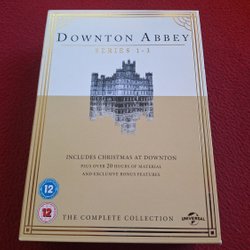 DOWNTON ABBEY
SERIES 1-3
INCLUDES CHRISTMAS AT DOWNTON
PLUS OVER 20 HOURS OF MATERIAL
AND EXCLUSIVE BONUS FEATURES
12
12
THE COMPLETE COLLECTION
UNIVERSAL